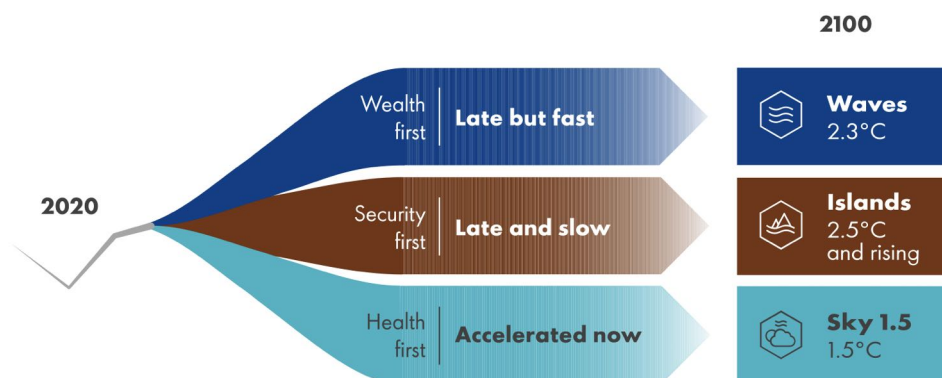 2100
2020
Wealth
first
Late but fast
Waves
2.3°C
Security
first
Late and slow
Islands
2.5°C
and rising
Health
first
Accelerated now
Sky 1.5
1.5°C